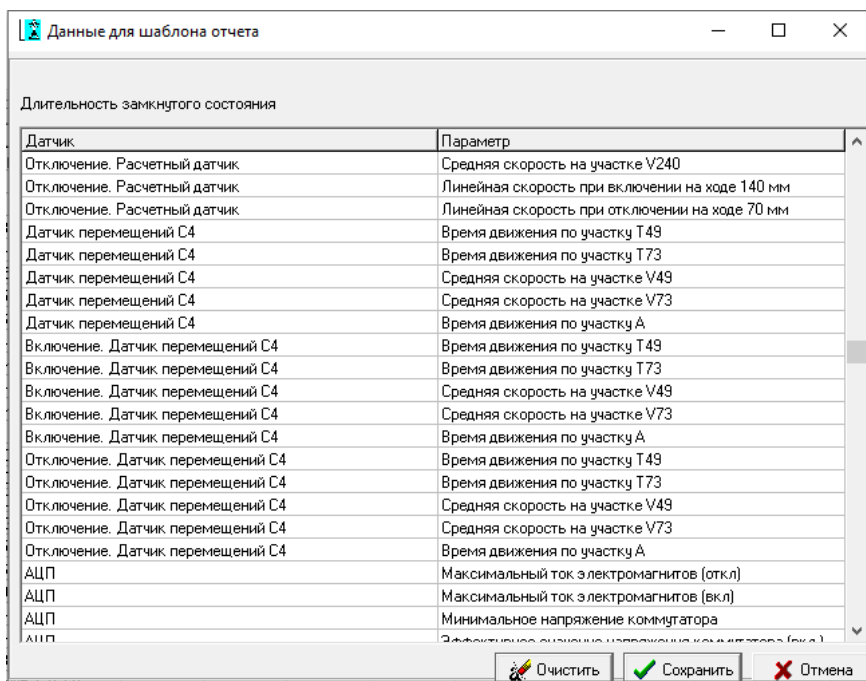 Данные для шаблона отчета
Длительность замкнутого состояния
Датчик Параметр
Отключение. Расчетный датчик Средняя скорость на участке V240
Отключение. Расчетный датчик Линейная скорость при включении на ходе 140 мм
Отключение. Расчетный датчик Линейная скорость при отключении на ходе 70 мм
Датчик перемещений С4 Время движения по участку Т49
Датчик перемещений С4 Время движения по участку Т73
Датчик перемещений С4 Средняя скорость на участке V49
Датчик перемещений С4 Средняя скорость на участке V73
Датчик перемещений С4 Время движения по участку А
Включение. Датчик перемещений С4 Время движения по участку Т49
Включение. Датчик перемещений С4 Время движения по участку Т73
Включение. Датчик перемещений С4 Средняя скорость на участке V49
Включение. Датчик перемещений С4 Средняя скорость на участке V73
Включение. Датчик перемещений С4 Время движения по участку А
Отключение. Датчик перемещений С4 Время движения по участку Т49
Отключение. Датчик перемещений С4 Время движения по участку Т73
Отключение. Датчик перемещений С4 Средняя скорость на участке V49
Отключение. Датчик перемещений С4 Средняя скорость на участке V73
Отключение. Датчик перемещений С4 Время движения по участку А
АЦП Максимальный ток электромагнитов (откл)
АЦП Максимальный ток электромагнитов (вкл)
АЦП Минимальное напряжение коммутатора
АЦП Эффективное значение напряжения коммутатора (вкл.)
Очистить Сохранить Отмена